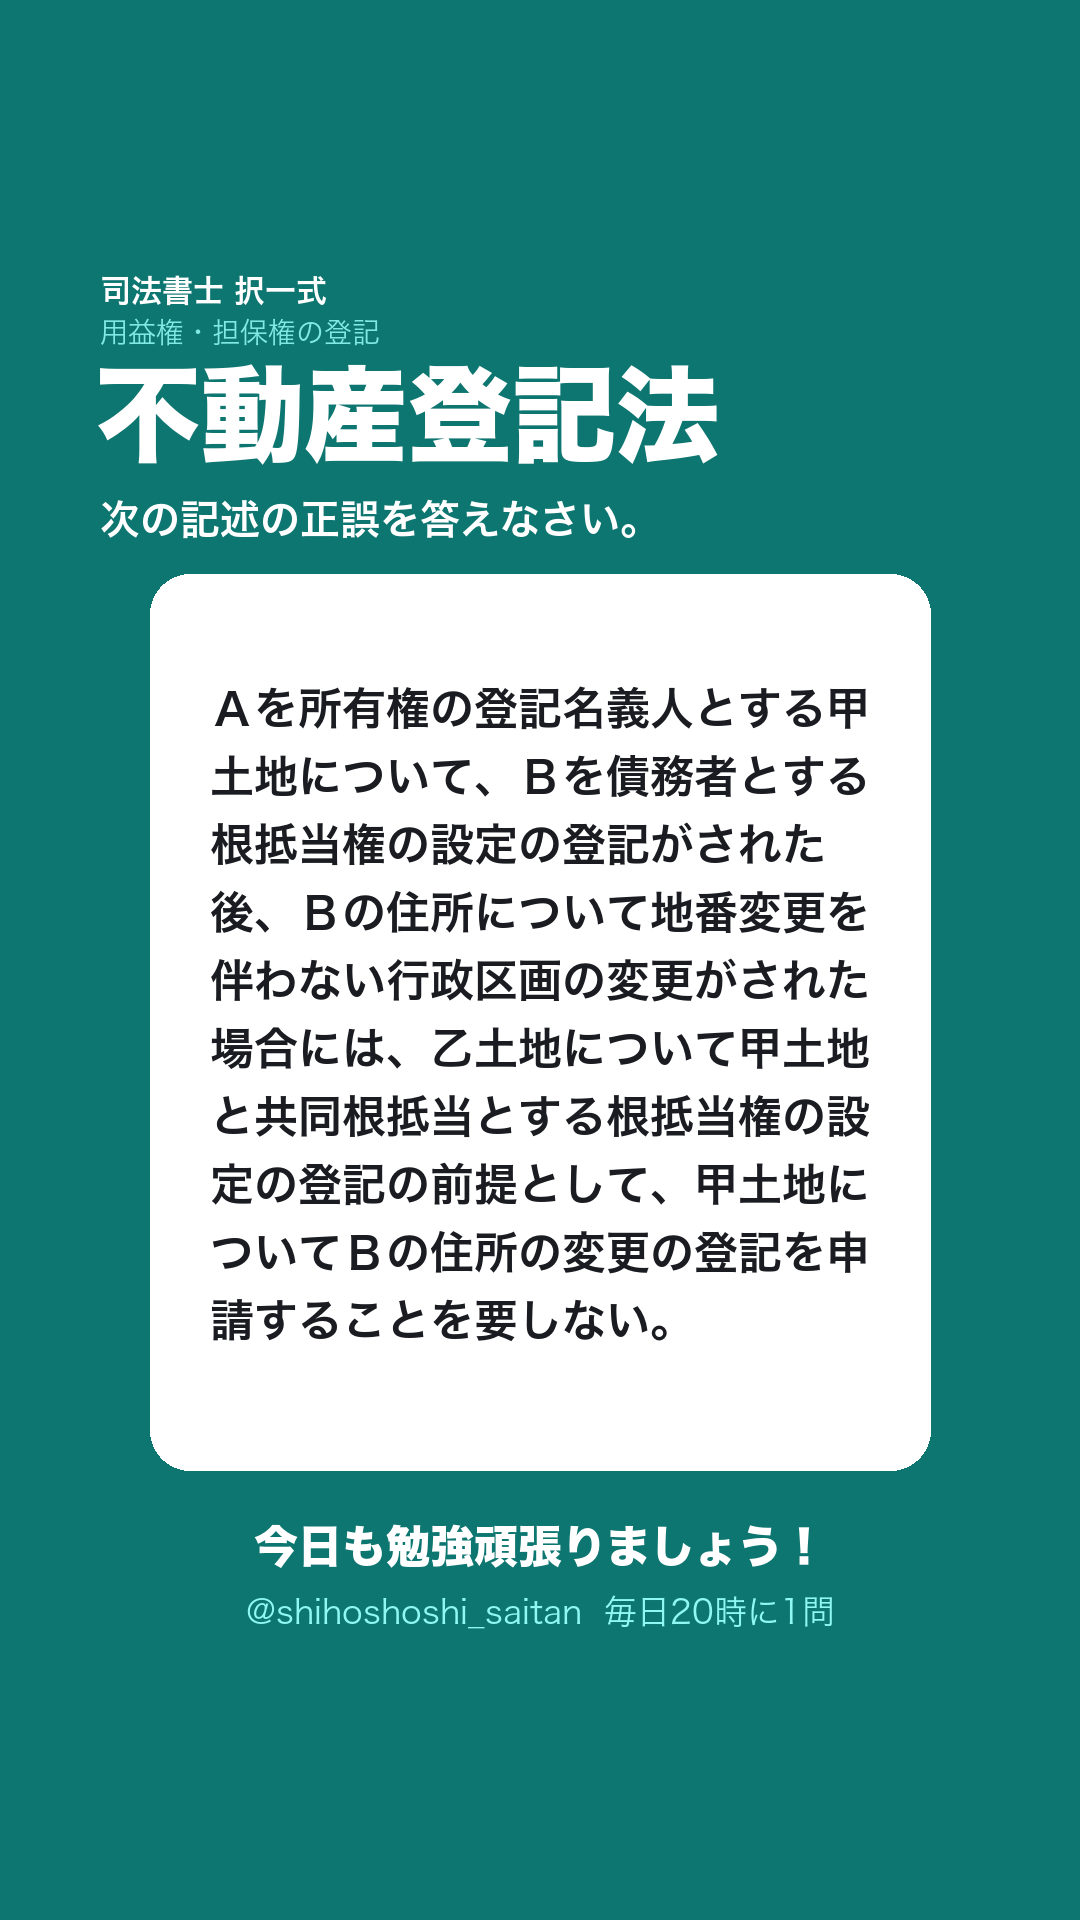 司法書士 択一式
用益権・担保権の登記
不動産登記法
次の記述の正誤を答えなさい。
Ａを所有権の登記名義人とする甲
土地について、Ｂを債務者とする
根抵当権の設定の登記がされた
後、Ｂの住所について地番変更を
伴わない行政区画の変更がされた
場合には、乙土地について甲土地
と共同根抵当とする根抵当権の設
定の登記の前提として、甲土地に
ついてＢの住所の変更の登記を申
請することを要しない。
今日も勉強頑張りましょう！
@shihoshoshi_saitan 毎日20時に1問